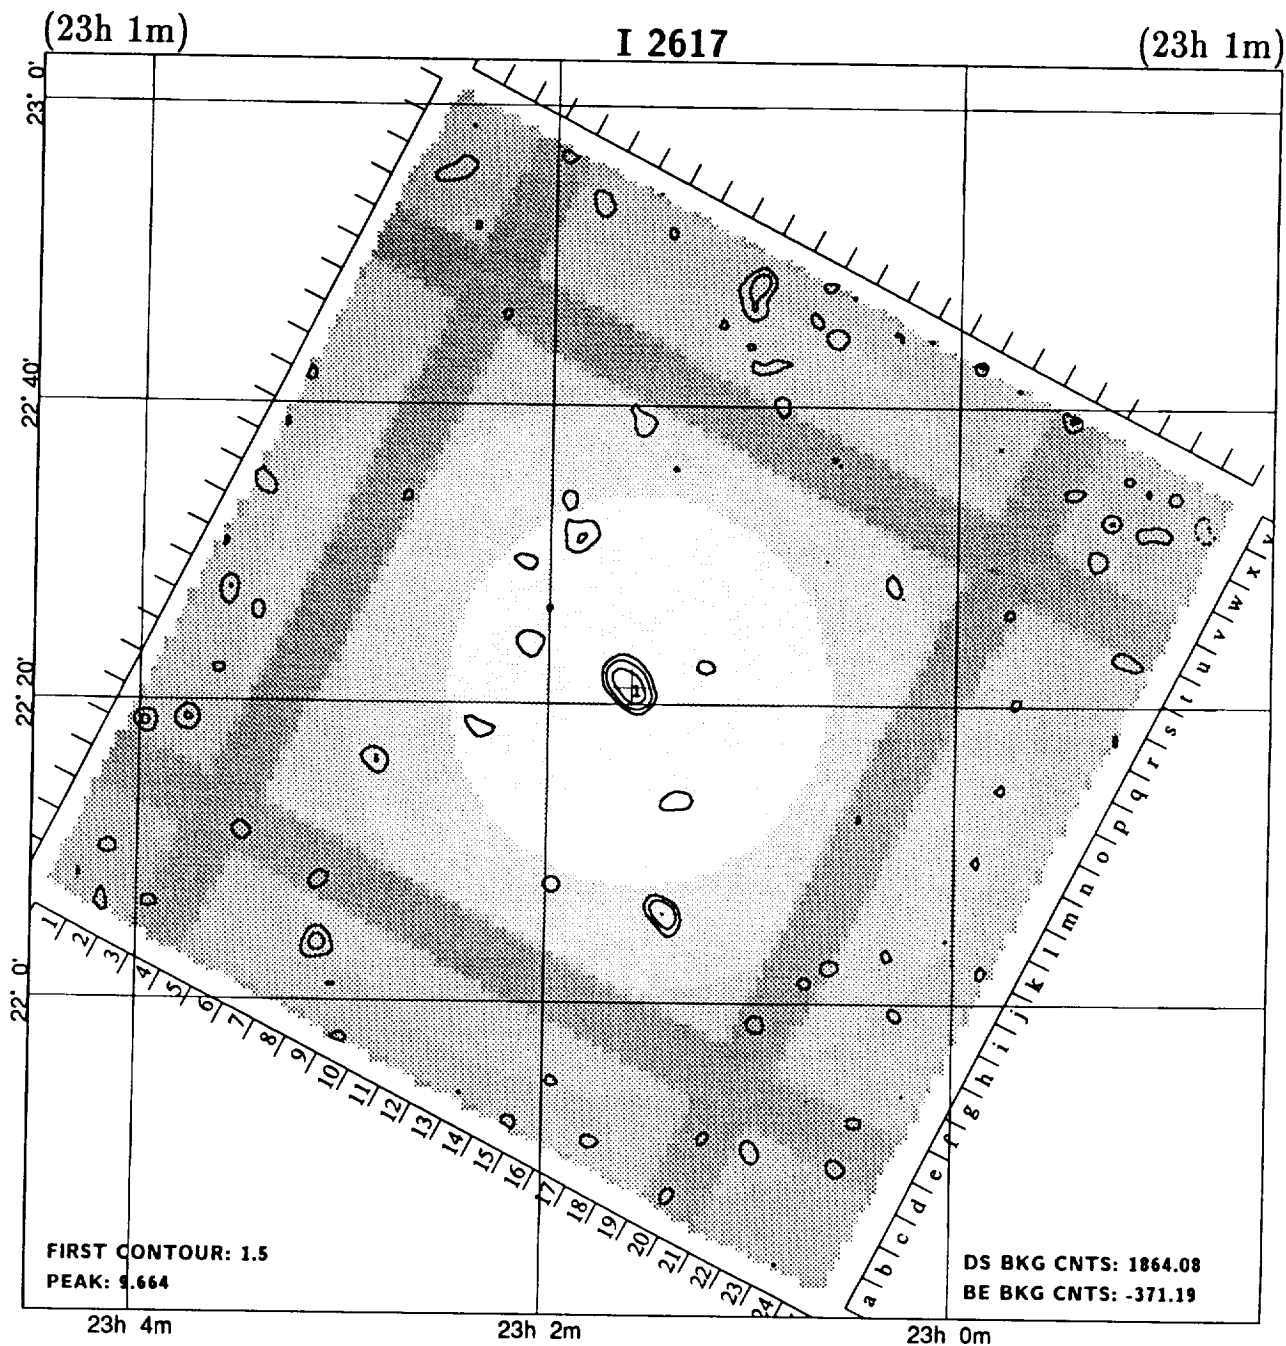 (23h 1m)
I 2617
(23h 1m)
23° 0'
22° 40'
22° 20'
22° 0'
1 2 3 4 5 6 7 8 9 10 11 12 13 14 15 16 17 18 19 20 21 22 23 24
a b c d e f g h i j k l m n o p q r s t u v w x y
1
FIRST CONTOUR: 1.5
PEAK: 9.664
DS BKG CNTS: 1864.08
BE BKG CNTS: -371.19
23h 4m
23h 2m
23h 0m